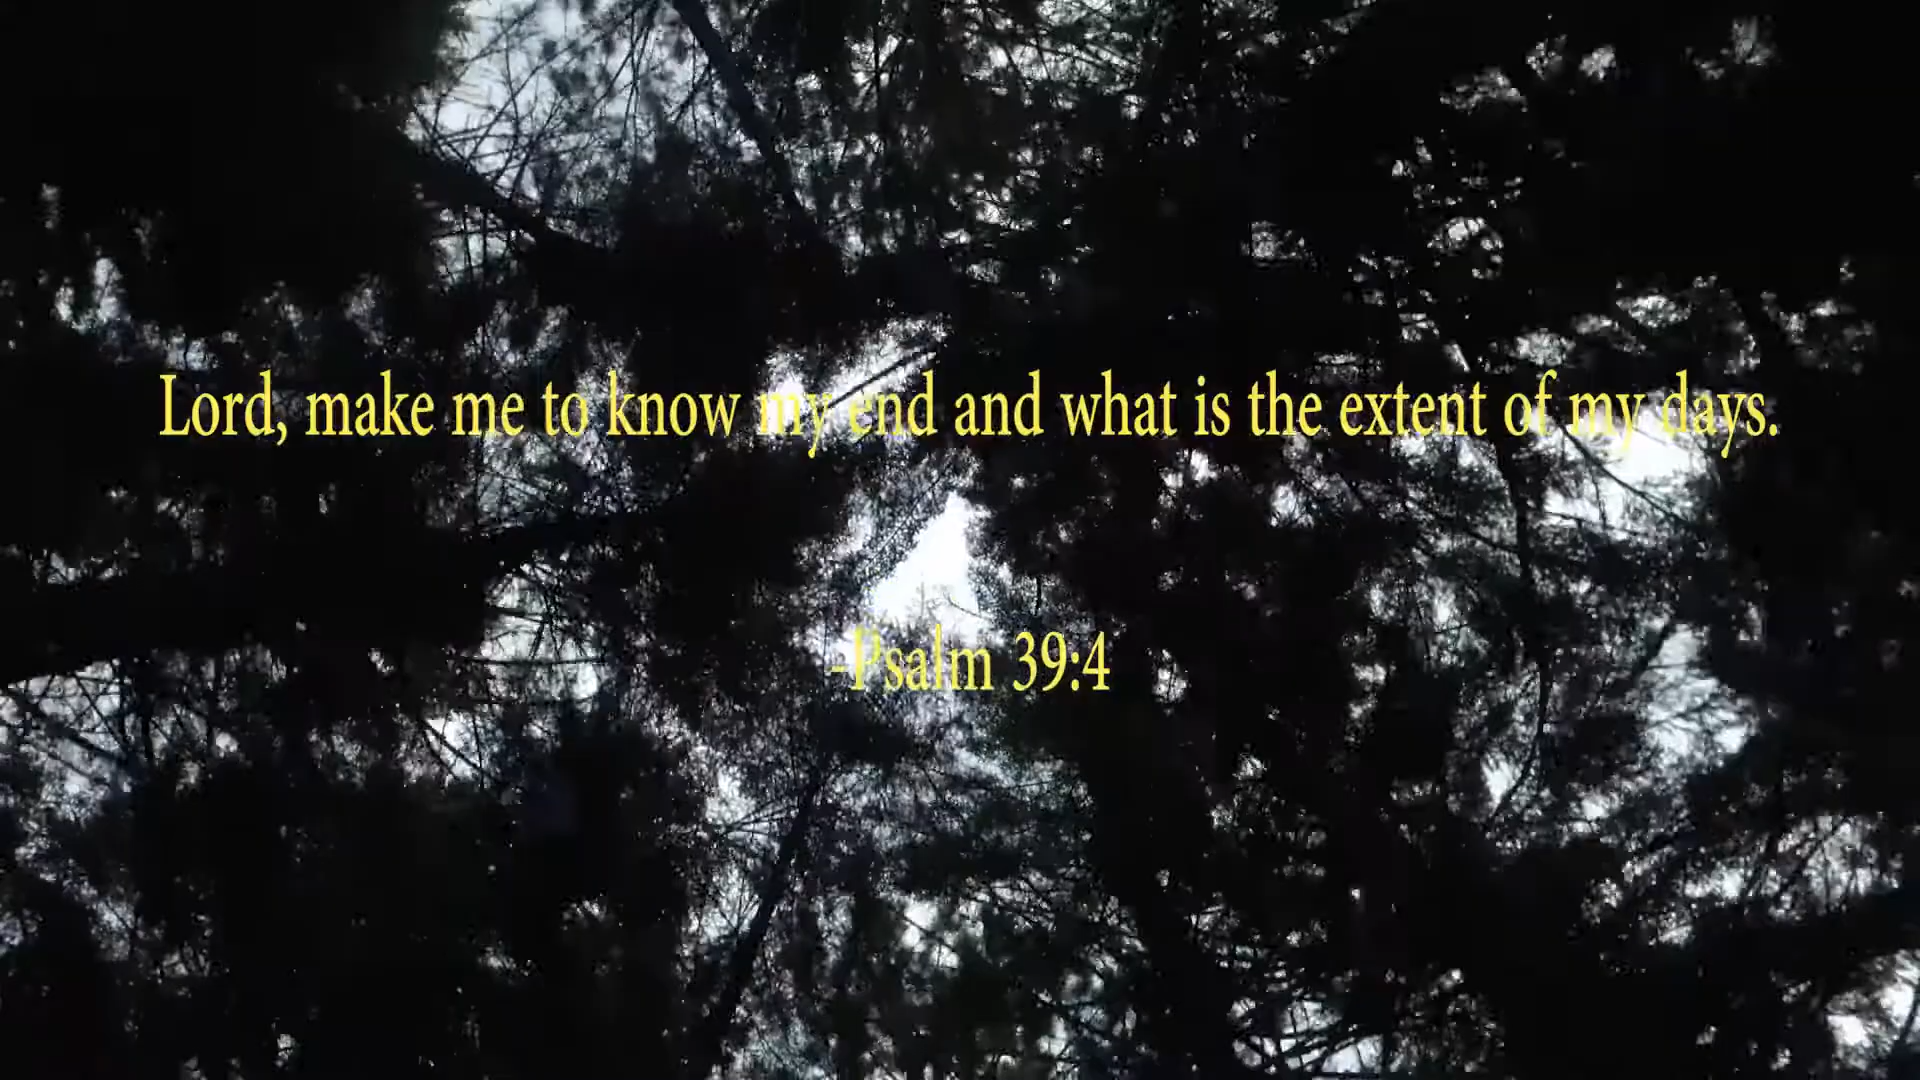 Lord, make me to know my end and what is the extent of my days.
-Psalm 39:4